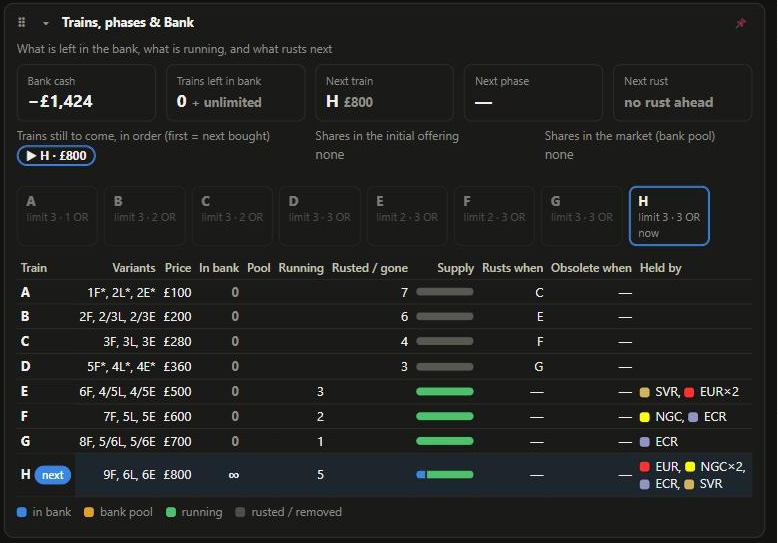 Trains, phases & Bank
What is left in the bank, what is running, and what rusts next
Bank cash
−£1,424
Trains left in bank
0 + unlimited
Next train
H £800
Next phase
—
Next rust
no rust ahead
Trains still to come, in order (first = next bought)
▶ H · £800
Shares in the initial offering
none
Shares in the market (bank pool)
none
A
limit 3 · 1 OR
B
limit 3 · 2 OR
C
limit 3 · 2 OR
D
limit 3 · 3 OR
E
limit 2 · 3 OR
F
limit 2 · 3 OR
G
limit 3 · 3 OR
H
limit 3 · 3 OR
now
Train Variants Price In bank Pool Running Rusted / gone Supply Rusts when Obsolete when Held by
A 1F*, 2L*, 2E* £100 0 7 C —
B 2F, 2/3L, 2/3E £200 0 6 E —
C 3F, 3L, 3E £280 0 4 F —
D 5F*, 4L*, 4E* £360 0 3 G —
E 6F, 4/5L, 4/5E £500 0 3 — — SVR, EUR×2
F 7F, 5L, 5E £600 0 2 — — NGC, ECR
G 8F, 5/6L, 5/6E £700 0 1 — — ECR
H next 9F, 6L, 6E £800 ∞ 5 — — EUR, NGC×2,
ECR, SVR
in bank bank pool running rusted / removed